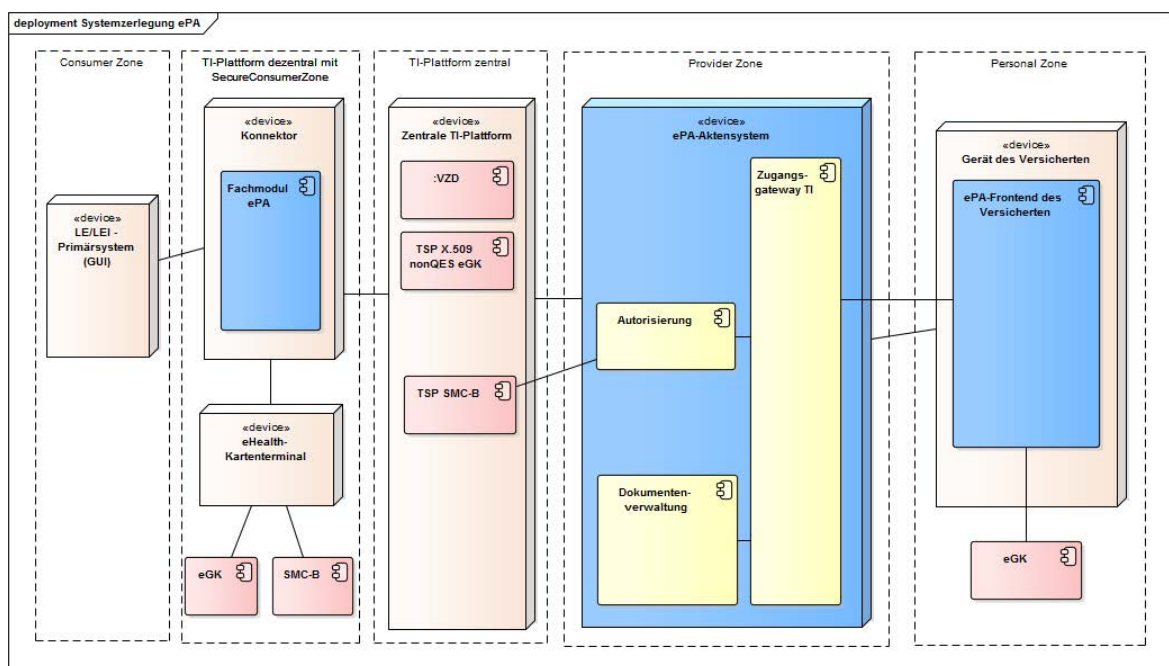 deployment Systemzerlegung ePA
Consumer Zone
«device»
LE/LEI -
Primärsystem
(GUI)
TI-Plattform dezentral mit
SecureConsumerZone
«device»
Konnektor
Fachmodul
ePA
«device»
eHealth-
Kartenterminal
eGK
SMC-B
TI-Plattform zentral
«device»
Zentrale TI-Plattform
:VZD
TSP X.509
nonQES eGK
TSP SMC-B
Provider Zone
«device»
ePA-Aktensystem
Zugangs-
gateway TI
Autorisierung
Dokumenten-
verwaltung
Personal Zone
«device»
Gerät des Versicherten
ePA-Frontend des
Versicherten
eGK